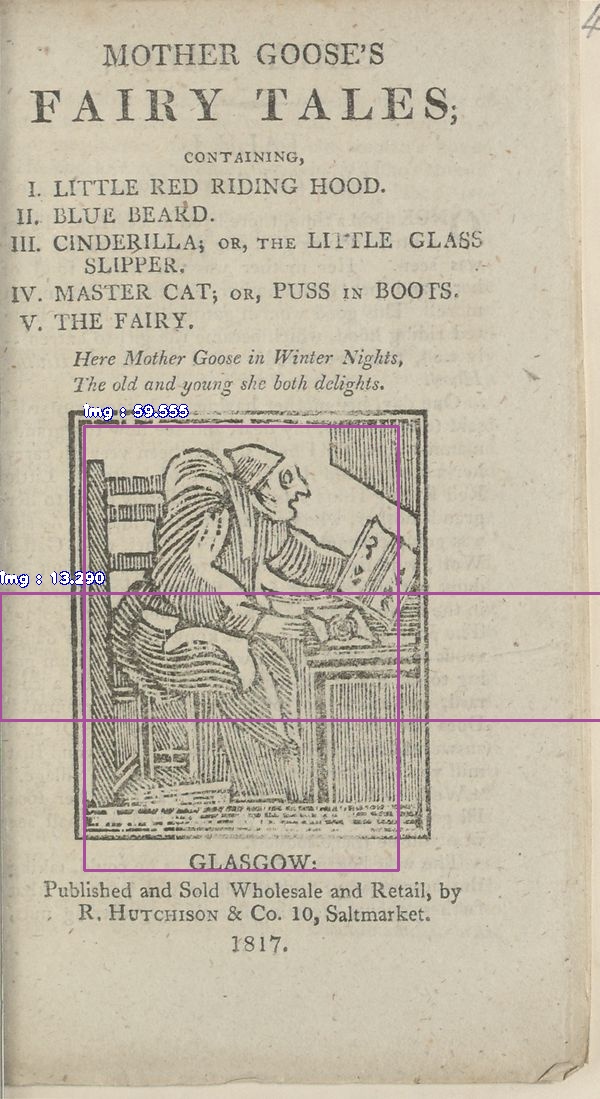 4
MOTHER GOOSE'S
FAIRY TALES;
CONTAINING,
I. LITTLE RED RIDING HOOD.
II. BLUE BEARD.
III. CINDERILLA; OR, THE LITTLE GLASS
SLIPPER.
IV. MASTER CAT; OR, PUSS IN BOOTS.
V. THE FAIRY.
Here Mother Goose in Winter Nights,
The old and young she both delights.
img : 59.555
img : 13.290
GLASGOW:
Published and Sold Wholesale and Retail, by
R. HUTCHISON & Co. 10, Saltmarket.
1817.